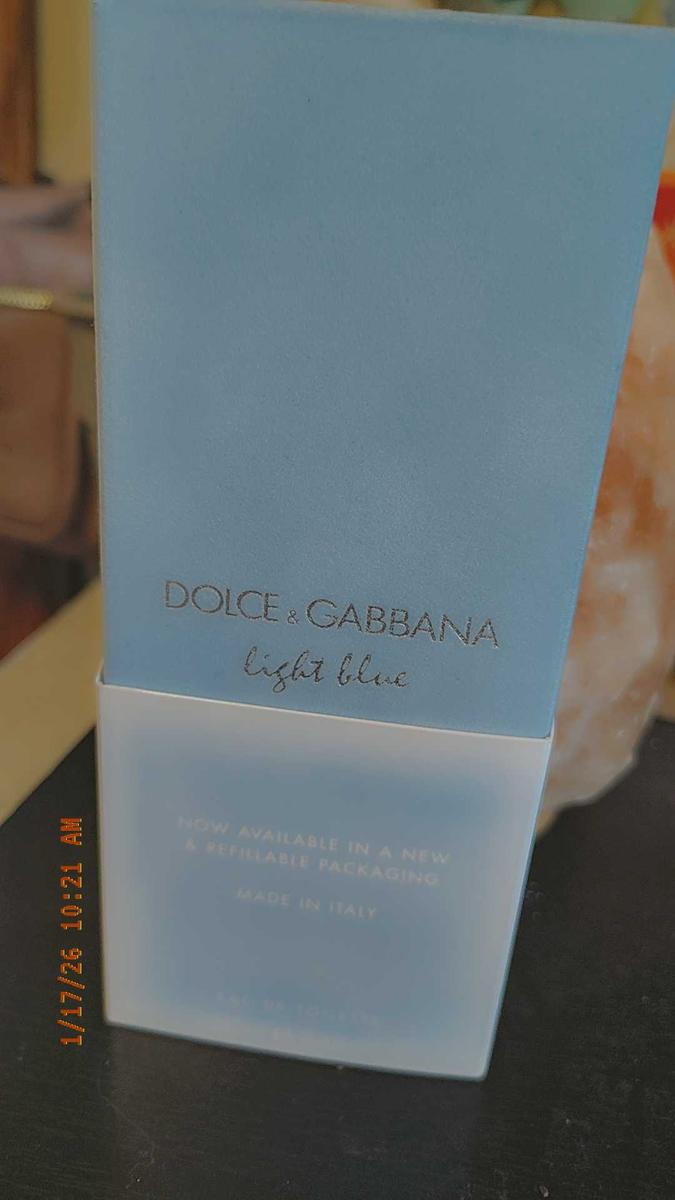 DOLCE & GABBANA
light blue
NOW AVAILABLE IN A NEW
& REFILLABLE PACKAGING
MADE IN ITALY
1/17/26 10:21 AM